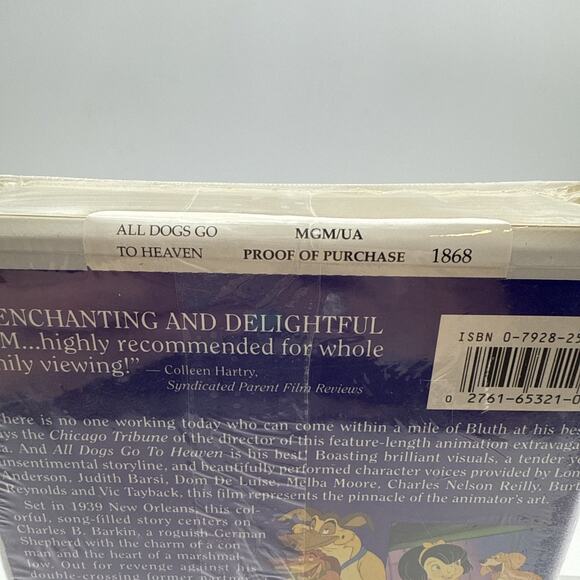 ALL DOGS GO
TO HEAVEN
MGM/UA
PROOF OF PURCHASE 1868
ENCHANTING AND DELIGHTFUL
M...highly recommended for whole
mily viewing!” — Colleen Hartry,
Syndicated Parent Film Reviews
ISBN 0-7928-25
0 2761-65321-0
here is no one working today who can come within a mile of Bluth at his bes
ys the Chicago Tribune of the director of this feature-length animation extravaga
a. And All Dogs Go To Heaven is his best! Boasting brilliant visuals, a tender ye
unsentimental storyline, and beautifully performed character voices provided by Lon
Anderson, Judith Barsi, Dom De Luise, Melba Moore, Charles Nelson Reilly, Burt
Reynolds and Vic Tayback, this film represents the pinnacle of the animator's art.
Set in 1939 New Orleans, this col-
orful, song-filled story centers on
Charles B. Barkin, a roguish German
Shepherd with the charm of a con
man and the heart of a marshmal
low. Out for revenge against his
double-crossing former partner